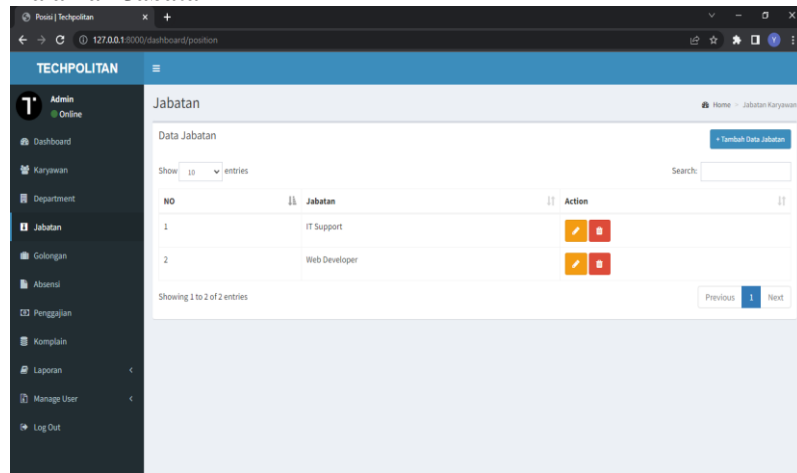 Posisi | Techpolitan
127.0.0.1:8000/dashboard/position
TECHPOLITAN
Admin
Online
Dashboard
Karyawan
Department
Jabatan
Golongan
Absensi
Penggajian
Komplain
Laporan
Manage User
Log Out
Jabatan
Home > Jabatan Karyawan
Data Jabatan
+ Tambah Data Jabatan
Show 10 entries
Search:
NO Jabatan Action
1 IT Support
2 Web Developer
Showing 1 to 2 of 2 entries
Previous 1 Next